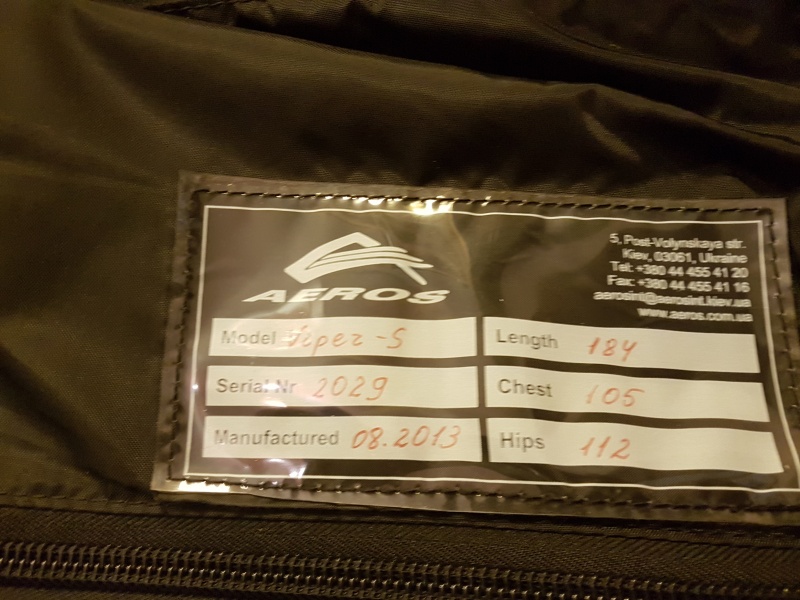 AEROS
5, Post-Volynskaya str.
Kiev, 03061, Ukraine
Tel: +380 44 455 41 20
Fax: +380 44 455 41 16
aerosint@aerosint.kiev.ua
www.aeros.com.ua
Model Viper-S
Serial Nr 2029
Manufactured 08.2013
Length 184
Chest 105
Hips 112